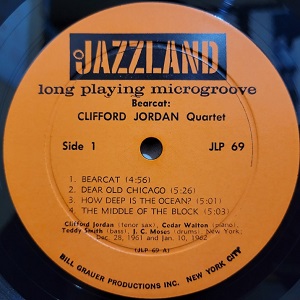 JAZZLAND
long playing microgroove
Bearcat:
CLIFFORD JORDAN Quartet
Side 1 JLP 69
1. BEARCAT (4:56)
2. DEAR OLD CHICAGO (5:26)
3. HOW DEEP IS THE OCEAN? (5:01)
4. THE MIDDLE OF THE BLOCK (5:03)
Clifford Jordan (tenor sax), Cedar Walton (piano),
Teddy Smith (bass), J. C. Moses (drums). New York,
Dec. 28, 1961 and Jan. 10, 1962
(JLP 69 A)
BILL GRAUER PRODUCTIONS INC. NEW YORK CITY